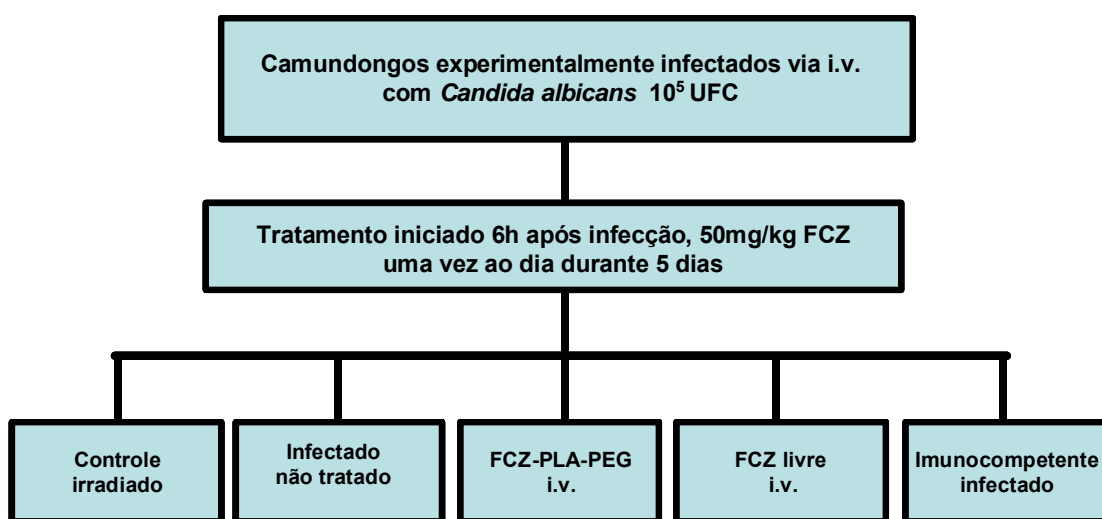 Camundongos experimentalmente infectados via i.v.
com Candida albicans 10⁵ UFC
Tratamento iniciado 6h após infecção, 50mg/kg FCZ
uma vez ao dia durante 5 dias
Controle
irradiado
Infectado
não tratado
FCZ-PLA-PEG
i.v.
FCZ livre
i.v.
Imunocompetente
infectado